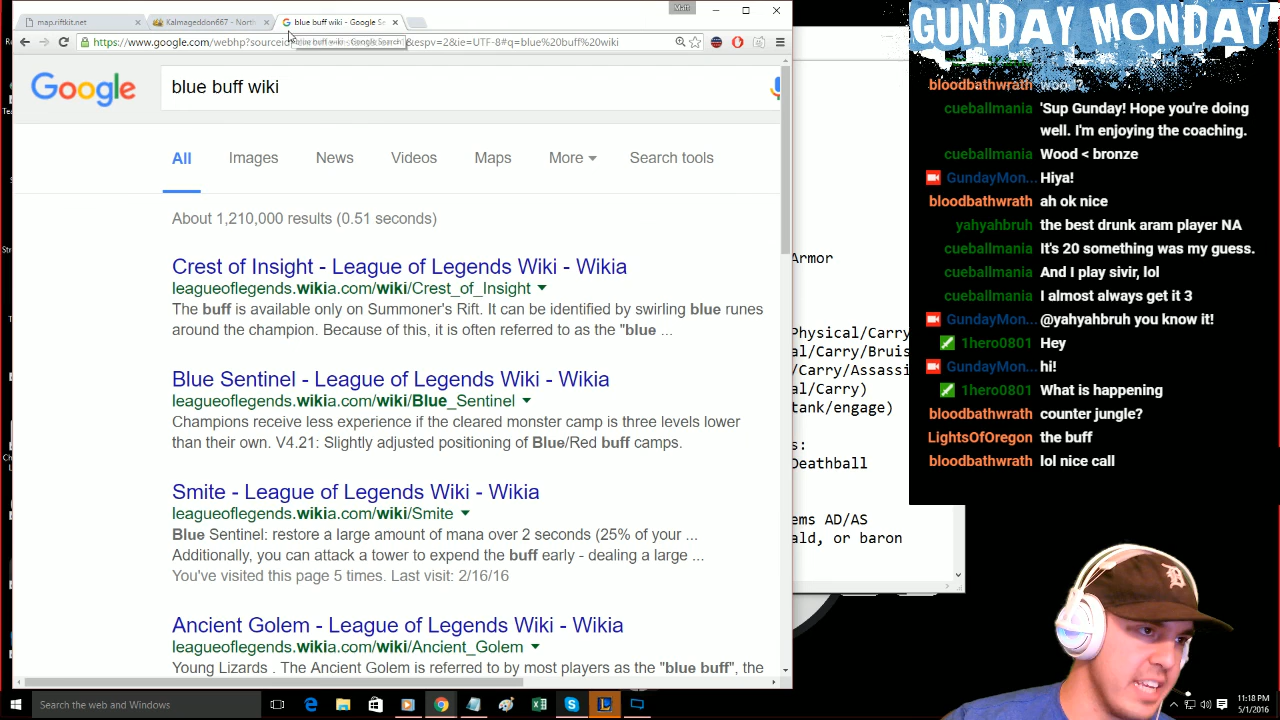 Matt
map.riftkit.net
Kalmageddon667 - North
blue buff wiki - Google Se
https://www.google.com/webhp?sourceid
&espv=2&ie=UTF-8#q=blue%20buff%20wiki
blue buff wiki - Google Search
Google
blue buff wiki
All
Images
News
Videos
Maps
More
Search tools
About 1,210,000 results (0.51 seconds)
Crest of Insight - League of Legends Wiki - Wikia
leagueoflegends.wikia.com/wiki/Crest_of_Insight
The buff is available only on Summoner's Rift. It can be identified by swirling blue runes
around the champion. Because of this, it is often referred to as the "blue ...
Blue Sentinel - League of Legends Wiki - Wikia
leagueoflegends.wikia.com/wiki/Blue_Sentinel
Champions receive less experience if the cleared monster camp is three levels lower
than their own. V4.21: Slightly adjusted positioning of Blue/Red buff camps.
Smite - League of Legends Wiki - Wikia
leagueoflegends.wikia.com/wiki/Smite
Blue Sentinel: restore a large amount of mana over 2 seconds (25% of your ...
Additionally, you can attack a tower to expend the buff early - dealing a large ...
You've visited this page 5 times. Last visit: 2/16/16
Ancient Golem - League of Legends Wiki - Wikia
leagueoflegends.wikia.com/wiki/Ancient_Golem
Young Lizards . The Ancient Golem is referred to by most players as the "blue buff", the
Armor
Physical/Carry
al/Carry/Bruis
/Carry/Assassi
al/Carry)
tank/engage)
s:
Deathball
ems AD/AS
ald, or baron
GUNDAY MONDAY
bloodbathwrath wood?
cueballmania 'Sup Gunday! Hope you're doing
well. I'm enjoying the coaching.
cueballmania Wood < bronze
GundayMon... Hiya!
bloodbathwrath ah ok nice
yahyahbruh the best drunk aram player NA
cueballmania It's 20 something was my guess.
cueballmania And I play sivir, lol
cueballmania I almost always get it 3
GundayMon... @yahyahbruh you know it!
1hero0801 Hey
GundayMon... hi!
1hero0801 What is happening
bloodbathwrath counter jungle?
LightsOfOregon the buff
bloodbathwrath lol nice call
Search the web and Windows
11:18 PM
5/1/2016